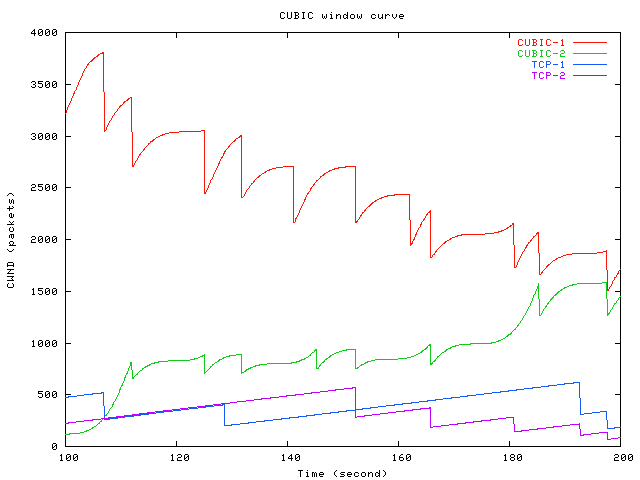 CUBIC window curve
CUBIC-1
CUBIC-2
TCP-1
TCP-2
CWND (packets)
4000
3500
3000
2500
2000
1500
1000
500
0
100 120 140 160 180 200
Time (second)